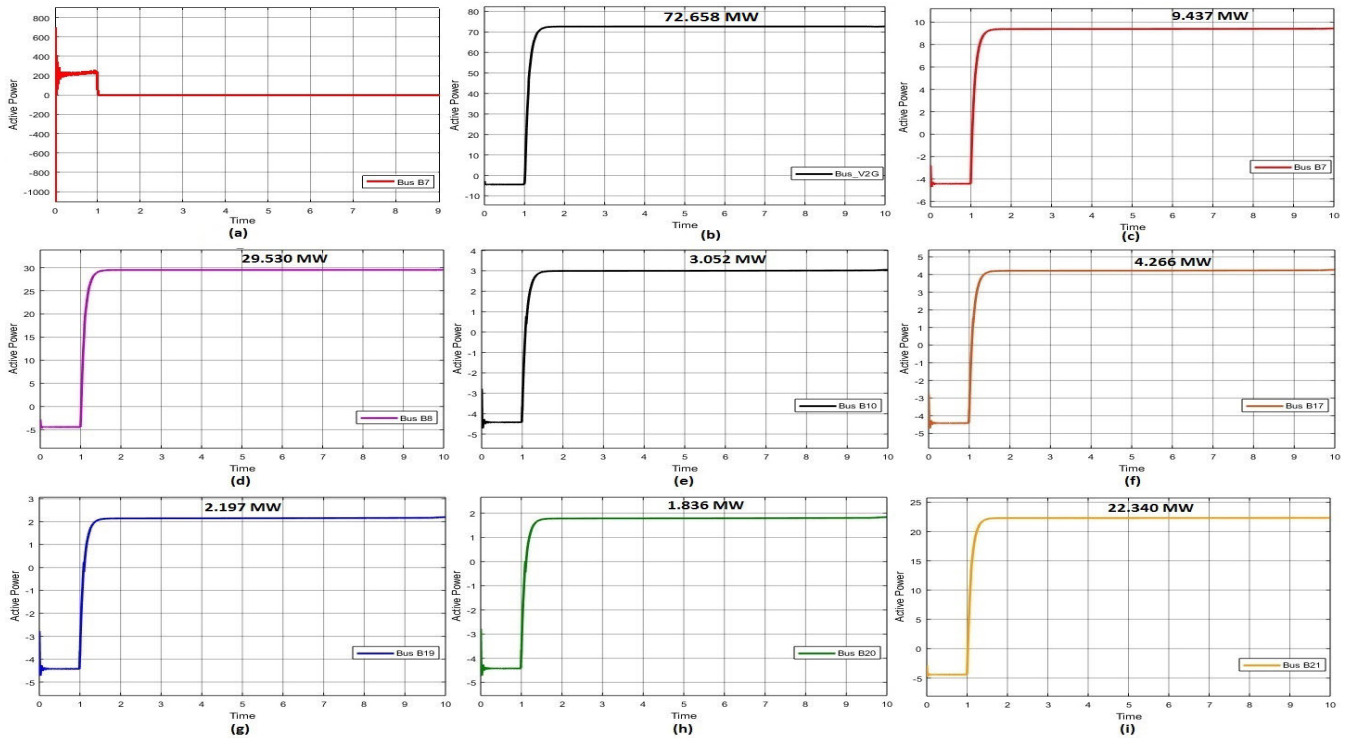 800
600
400
200
0
-200
-400
-600
-800
-1000
Active Power
Bus B7
0 1 2 3 4 5 6 7 8 9
Time
(a)
72.658 MW
80
70
60
50
40
30
20
10
0
-10
Active Power
Bus_V2G
0 1 2 3 4 5 6 7 8 9 10
Time
(b)
9.437 MW
10
8
6
4
2
0
-2
-4
-6
Active Power
Bus B7
0 1 2 3 4 5 6 7 8 9 10
Time
(c)
29.530 MW
30
25
20
15
10
5
0
-5
Active Power
Bus B8
0 1 2 3 4 5 6 7 8 9 10
Time
(d)
3.052 MW
4
3
2
1
0
-1
-2
-3
-4
-5
Active Power
Bus B10
0 1 2 3 4 5 6 7 8 9 10
Time
(e)
4.266 MW
5
4
3
2
1
0
-1
-2
-3
-4
-5
Active Power
Bus B17
0 1 2 3 4 5 6 7 8 9 10
Time
(f)
2.197 MW
3
2
1
0
-1
-2
-3
-4
-5
Active Power
Bus B19
0 1 2 3 4 5 6 7 8 9 10
Time
(g)
1.836 MW
2
1
0
-1
-2
-3
-4
-5
Active Power
Bus B20
0 1 2 3 4 5 6 7 8 9 10
Time
(h)
22.340 MW
25
20
15
10
5
0
-5
Active Power
Bus B21
0 1 2 3 4 5 6 7 8 9 10
Time
(i)